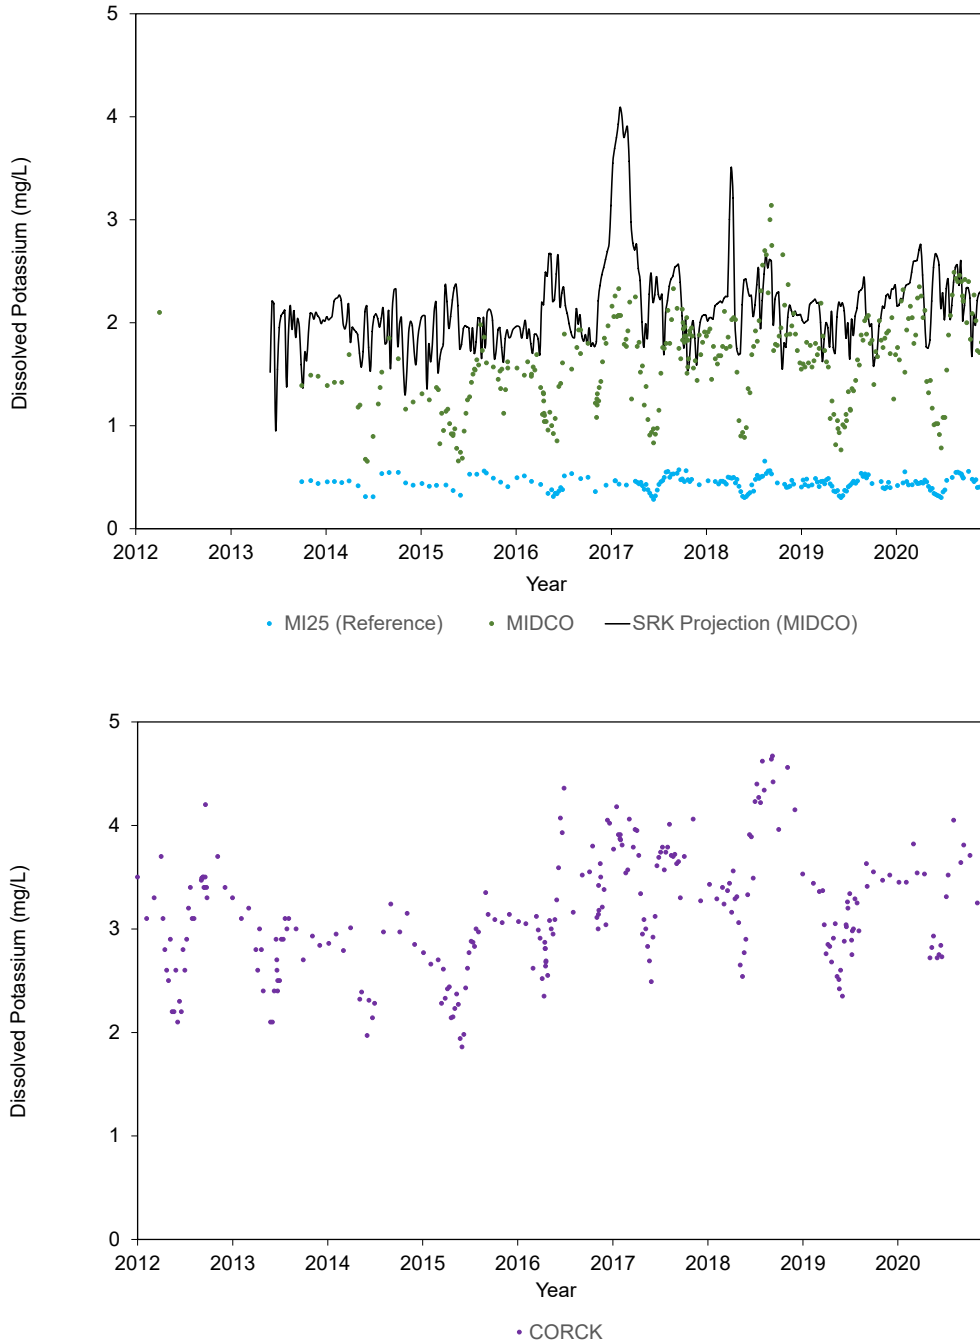 5
4
3
2
1
0
Dissolved Potassium (mg/L)
2012 2013 2014 2015 2016 2017 2018 2019 2020
Year
MI25 (Reference) MIDCO SRK Projection (MIDCO)
5
4
3
2
1
0
Dissolved Potassium (mg/L)
2012 2013 2014 2015 2016 2017 2018 2019 2020
Year
CORCK